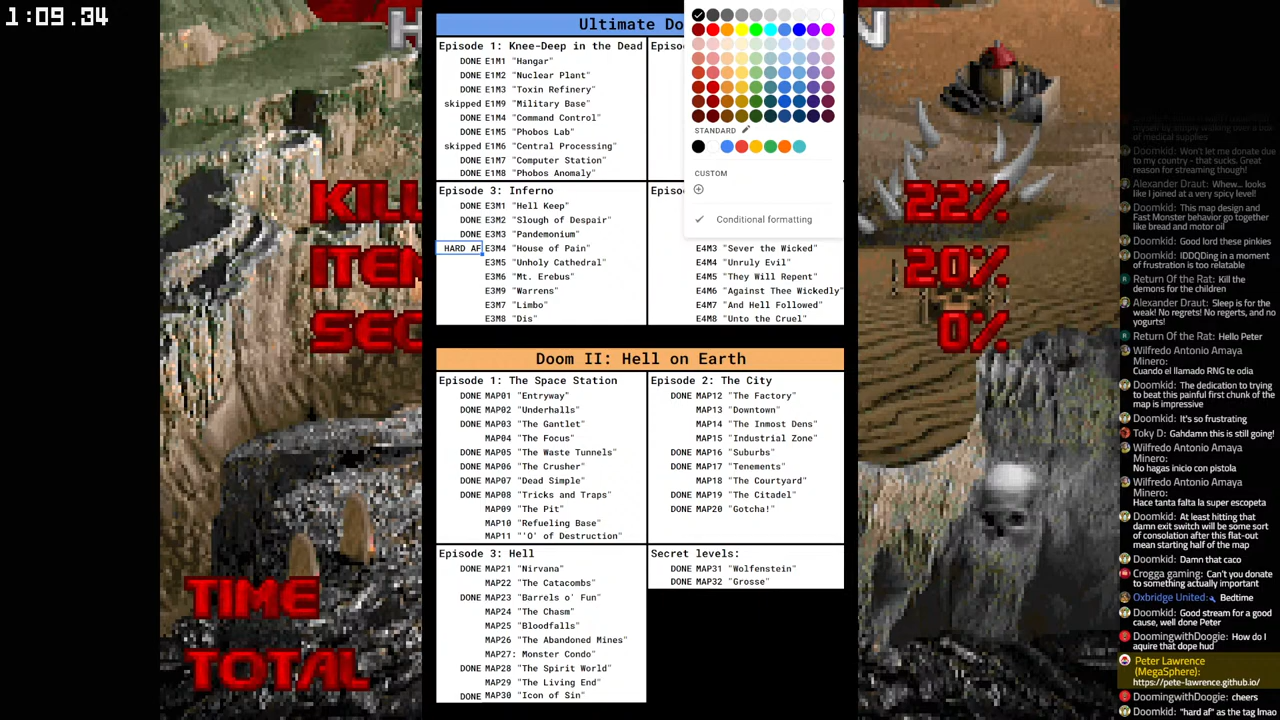 1:09.34
Ultimate Do
Episode 1: Knee-Deep in the Dead
Episo
DONE E1M1 "Hangar"
DONE E1M2 "Nuclear Plant"
DONE E1M3 "Toxin Refinery"
skipped E1M9 "Military Base"
DONE E1M4 "Command Control"
DONE E1M5 "Phobos Lab"
skipped E1M6 "Central Processing"
DONE E1M7 "Computer Station"
DONE E1M8 "Phobos Anomaly"
STANDARD
CUSTOM
Conditional formatting
Episode 3: Inferno
Episo
DONE E3M1 "Hell Keep"
DONE E3M2 "Slough of Despair"
DONE E3M3 "Pandemonium"
HARD AF E3M4 "House of Pain"
E3M5 "Unholy Cathedral"
E3M6 "Mt. Erebus"
E3M9 "Warrens"
E3M7 "Limbo"
E3M8 "Dis"
E4M3 "Sever the Wicked"
E4M4 "Unruly Evil"
E4M5 "They Will Repent"
E4M6 "Against Thee Wickedly"
E4M7 "And Hell Followed"
E4M8 "Unto the Cruel"
KILL
22%
ITEM
20%
SEC
0%
TIME
TOTAL
Doom II: Hell on Earth
Episode 1: The Space Station
DONE MAP01 "Entryway"
DONE MAP02 "Underhalls"
DONE MAP03 "The Gantlet"
MAP04 "The Focus"
DONE MAP05 "The Waste Tunnels"
DONE MAP06 "The Crusher"
DONE MAP07 "Dead Simple"
DONE MAP08 "Tricks and Traps"
MAP09 "The Pit"
MAP10 "Refueling Base"
MAP11 "'O' of Destruction"
Episode 2: The City
DONE MAP12 "The Factory"
MAP13 "Downtown"
MAP14 "The Inmost Dens"
MAP15 "Industrial Zone"
DONE MAP16 "Suburbs"
DONE MAP17 "Tenements"
MAP18 "The Courtyard"
DONE MAP19 "The Citadel"
DONE MAP20 "Gotcha!"
Episode 3: Hell
DONE MAP21 "Nirvana"
MAP22 "The Catacombs"
DONE MAP23 "Barrels o' Fun"
MAP24 "The Chasm"
MAP25 "Bloodfalls"
MAP26 "The Abandoned Mines"
MAP27: Monster Condo"
DONE MAP28 "The Spirit World"
MAP29 "The Living End"
DONE MAP30 "Icon of Sin"
Secret levels:
DONE MAP31 "Wolfenstein"
DONE MAP32 "Grosse"
myself by simply walking over a box
of medical supplies
Doomkid: Won't let me donate due
to my country - that sucks. Great
reason for streaming though!
Alexander Draut: Whew... looks
like I joined at a very spicy level!
Doomkid: This map design and
Fast Monster behavior go together
like bread and motor oil
Doomkid: Good lord these pinkies
Doomkid: IDDQDing in a moment
of frustration is too relatable
Return Of the Rat: Kill the
demons for the children
Alexander Draut: Sleep is for the
weak! No regrets! No regerts, and no
yogurts!
Return Of the Rat: Hello Peter
Wilfredo Antonio Amaya
Minero:
Cuando el llamado RNG te odia
Doomkid: The dedication to trying
to beat this painful first chunk of the
map is impressive
Doomkid: It's so frustrating
Toky D: Gahdamn this is still going!
Wilfredo Antonio Amaya
Minero:
No hagas inicio con pistola
Wilfredo Antonio Amaya
Minero:
Hace tanta falta la super escopeta
Doomkid: At least hitting that
damn exit switch will be some sort
of consolation after this flat-out
mean starting half of the map
Doomkid: Damn that caco
Crogga gaming: Can't you donate
to something actually important
Oxbridge United: Bedtime
Doomkid: Good stream for a good
cause, well done Peter
DoomingwithDoogie: How do I
aquire that dope hud
Peter Lawrence
(MegaSphere):
https://pete-lawrence.github.io/
DoomingwithDoogie: cheers
Doomkid: "hard af" as the tag lmao